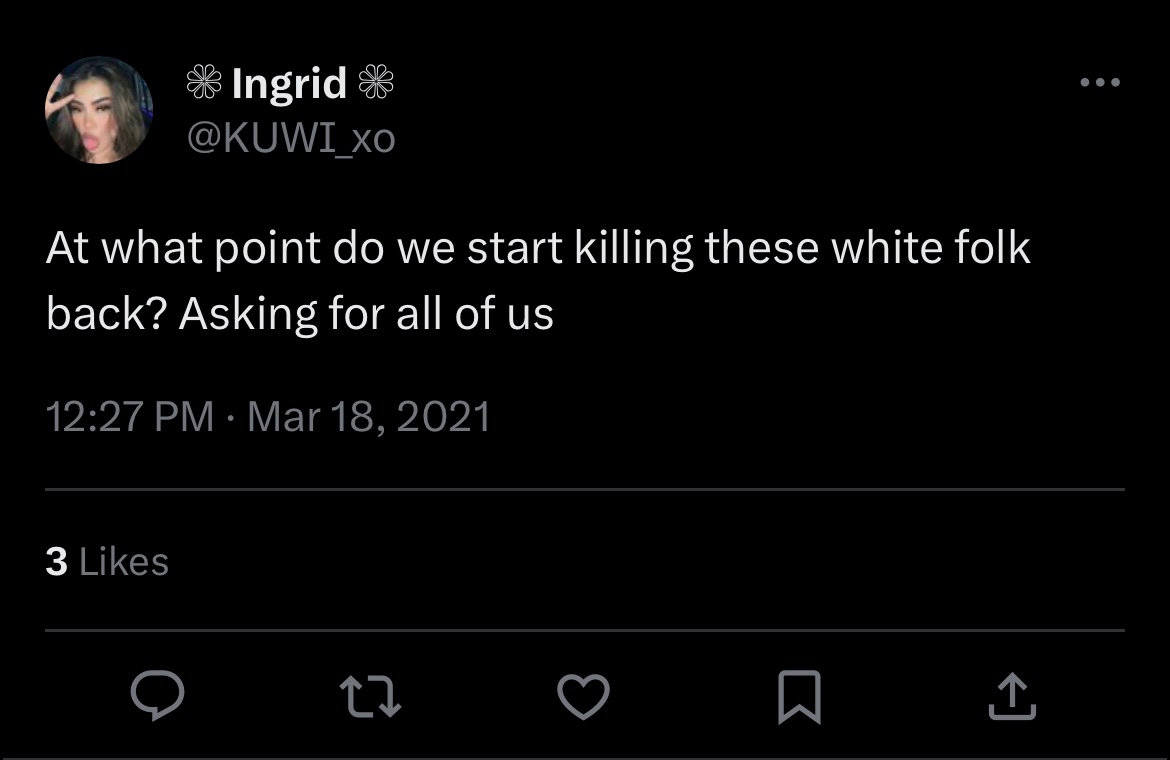 Ingrid
@KUWI_xo
At what point do we start killing these white folk
back? Asking for all of us
12:27 PM · Mar 18, 2021
3 Likes